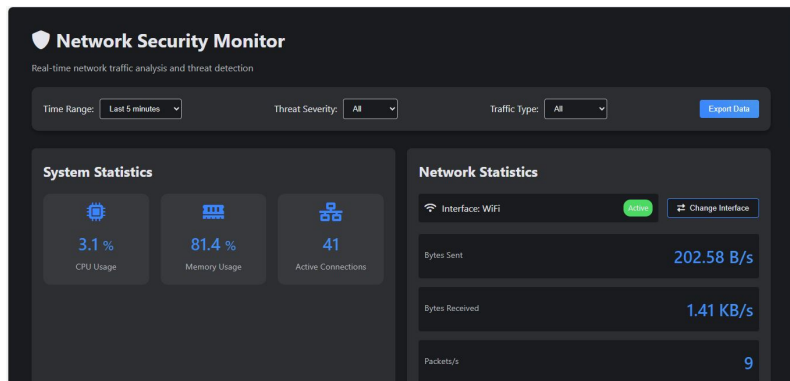 Network Security Monitor
Real-time network traffic analysis and threat detection
Time Range: Last 5 minutes Threat Severity: All Traffic Type: All Export Data
System Statistics
3.1 %
CPU Usage
81.4 %
Memory Usage
41
Active Connections
Network Statistics
Interface: WiFi Active Change Interface
Bytes Sent 202.58 B/s
Bytes Received 1.41 KB/s
Packets/s 9